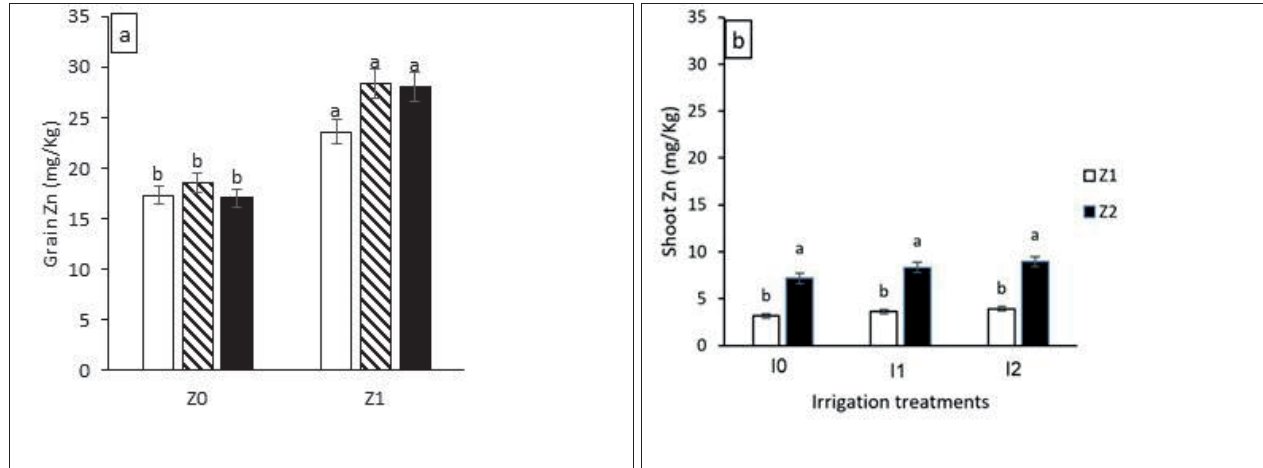 a
Grain Zn (mg/Kg)
35
30
25
20
15
10
5
0
b
b
b
a
a
a
Z0
Z1
b
Shoot Zn (mg/Kg)
35
30
25
20
15
10
5
0
b
a
b
a
b
a
I0
I1
I2
Irrigation treatments
Z1
Z2